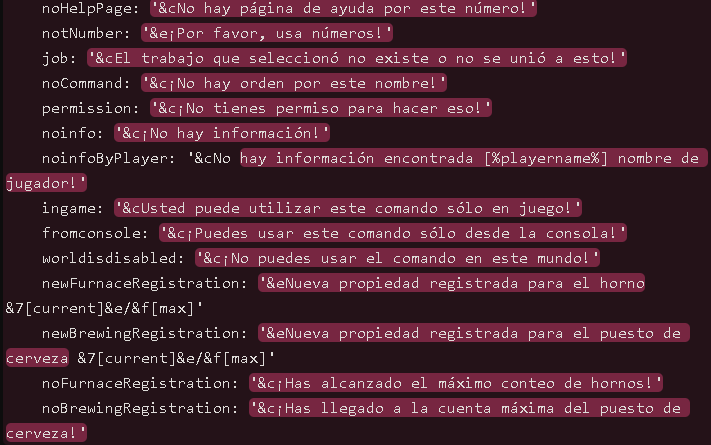 noHelpPage: '&cNo hay página de ayuda por este número!'
notNumber: '&e¡Por favor, usa números!'
job: '&cEl trabajo que seleccionó no existe o no se unió a esto!'
noCommand: '&c¡No hay orden por este nombre!'
permission: '&c¡No tienes permiso para hacer eso!'
noinfo: '&c¡No hay información!'
noinfoByPlayer: '&cNo hay información encontrada [%playername%] nombre de
jugador!'
ingame: '&cUsted puede utilizar este comando sólo en juego!'
fromconsole: '&c¡Puedes usar este comando sólo desde la consola!'
worldisdisabled: '&c¡No puedes usar el comando en este mundo!'
newFurnaceRegistration: '&eNueva propiedad registrada para el horno
&7[current]&e/&f[max]'
newBrewingRegistration: '&eNueva propiedad registrada para el puesto de
cerveza &7[current]&e/&f[max]'
noFurnaceRegistration: '&c¡Has alcanzado el máximo conteo de hornos!'
noBrewingRegistration: '&c¡Has llegado a la cuenta máxima del puesto de
cerveza!'